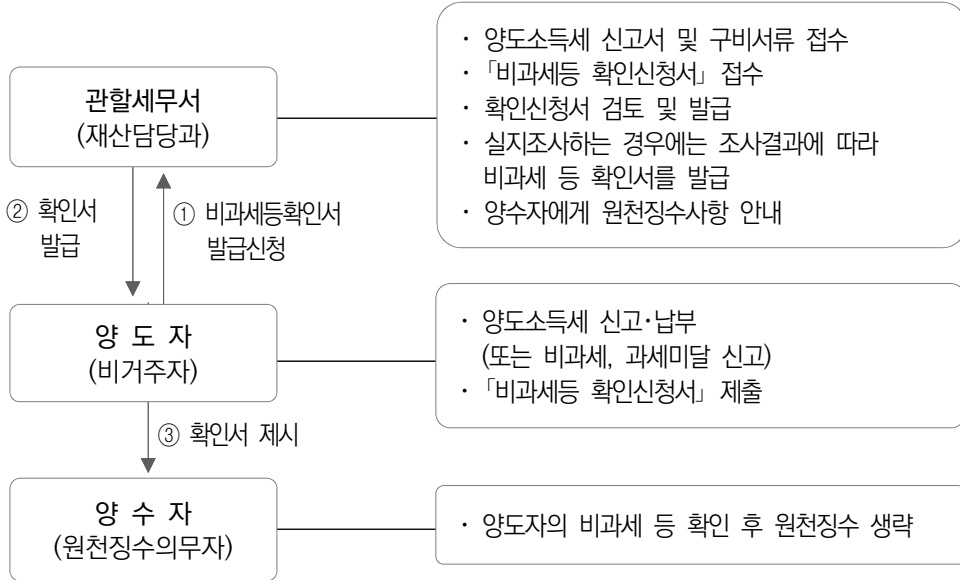 관할세무서
(재산담당과)
· 양도소득세 신고서 및 구비서류 접수
· 「비과세등 확인신청서」 접수
· 확인신청서 검토 및 발급
· 실지조사하는 경우에는 조사결과에 따라
비과세 등 확인서를 발급
· 양수자에게 원천징수사항 안내
② 확인서
발급
① 비과세등확인서
발급신청
양 도 자
(비거주자)
· 양도소득세 신고·납부
(또는 비과세, 과세미달 신고)
· 「비과세등 확인신청서」 제출
③ 확인서 제시
양 수 자
(원천징수의무자)
· 양도자의 비과세 등 확인 후 원천징수 생략